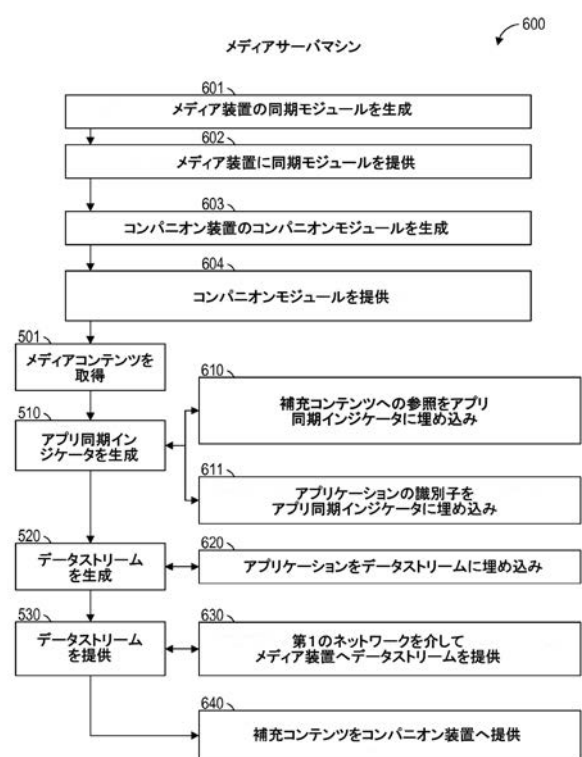 600
メディアサーバマシン
601
メディア装置の同期モジュールを生成
602
メディア装置に同期モジュールを提供
603
コンパニオン装置のコンパニオンモジュールを生成
604
コンパニオンモジュールを提供
501
メディアコンテンツを
取得
610
補充コンテンツへの参照をアプリ
同期インジケータに埋め込み
510
アプリ同期イン
ジケータを生成
611
アプリケーションの識別子を
アプリ同期インジケータに埋め込み
520
データストリーム
を生成
620
アプリケーションをデータストリームに埋め込み
530
データストリーム
を提供
630
第1のネットワークを介して
メディア装置へデータストリームを提供
640
補充コンテンツをコンパニオン装置へ提供